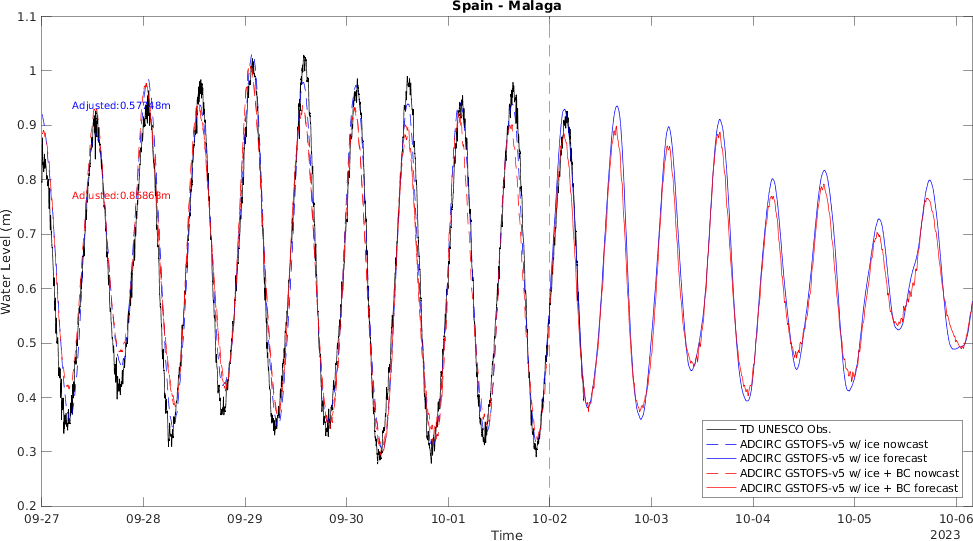 Spain - Malaga
1.1
1
0.9
0.8
0.7
0.6
0.5
0.4
0.3
0.2
Water Level (m)
Adjusted:0.57748m
Adjusted:0.85868m
TD UNESCO Obs.
ADCIRC GSTOFS-v5 w/ ice nowcast
ADCIRC GSTOFS-v5 w/ ice forecast
ADCIRC GSTOFS-v5 w/ ice + BC nowcast
ADCIRC GSTOFS-v5 w/ ice + BC forecast
09-27 09-28 09-29 09-30 10-01 10-02 10-03 10-04 10-05 10-06
Time
2023